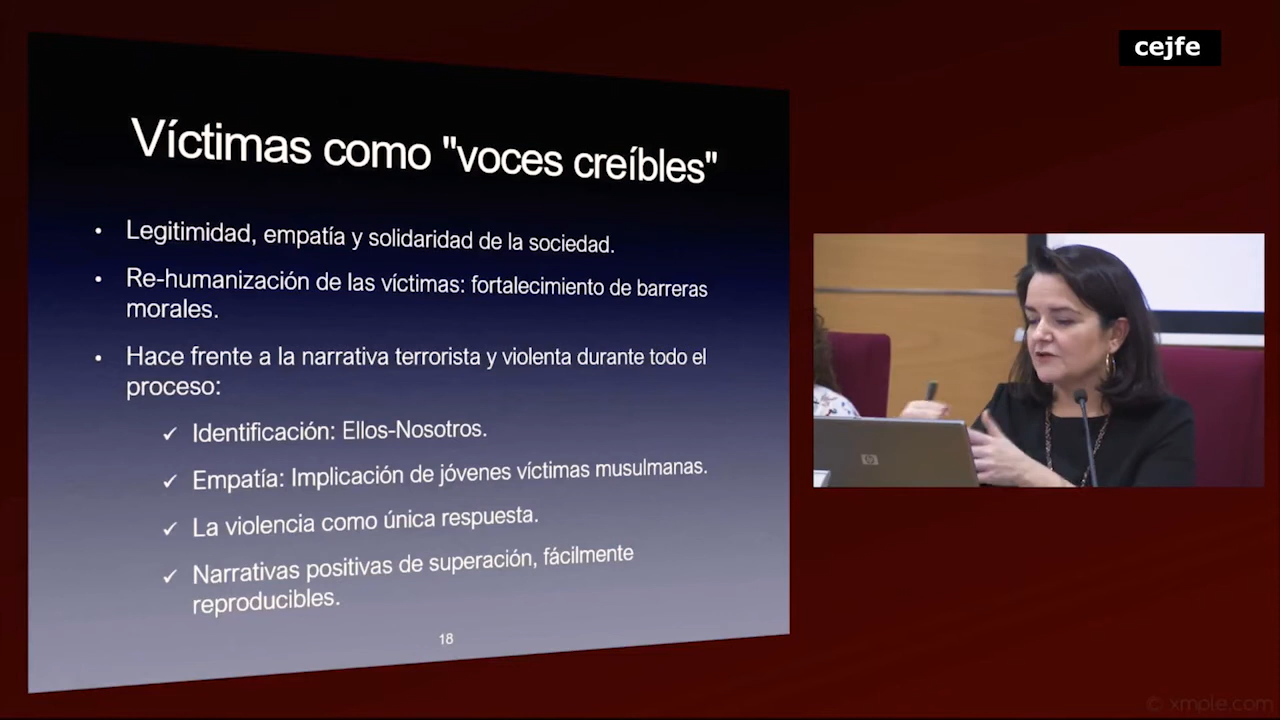 cejfe
Víctimas como "voces creíbles"
• Legitimidad, empatía y solidaridad de la sociedad.
• Re-humanización de las víctimas: fortalecimiento de barreras
morales.
• Hace frente a la narrativa terrorista y violenta durante todo el
proceso:
✓ Identificación: Ellos-Nosotros.
✓ Empatía: Implicación de jóvenes víctimas musulmanas.
✓ La violencia como única respuesta.
✓ Narrativas positivas de superación, fácilmente
reproducibles.
18
hp
© xmple.com